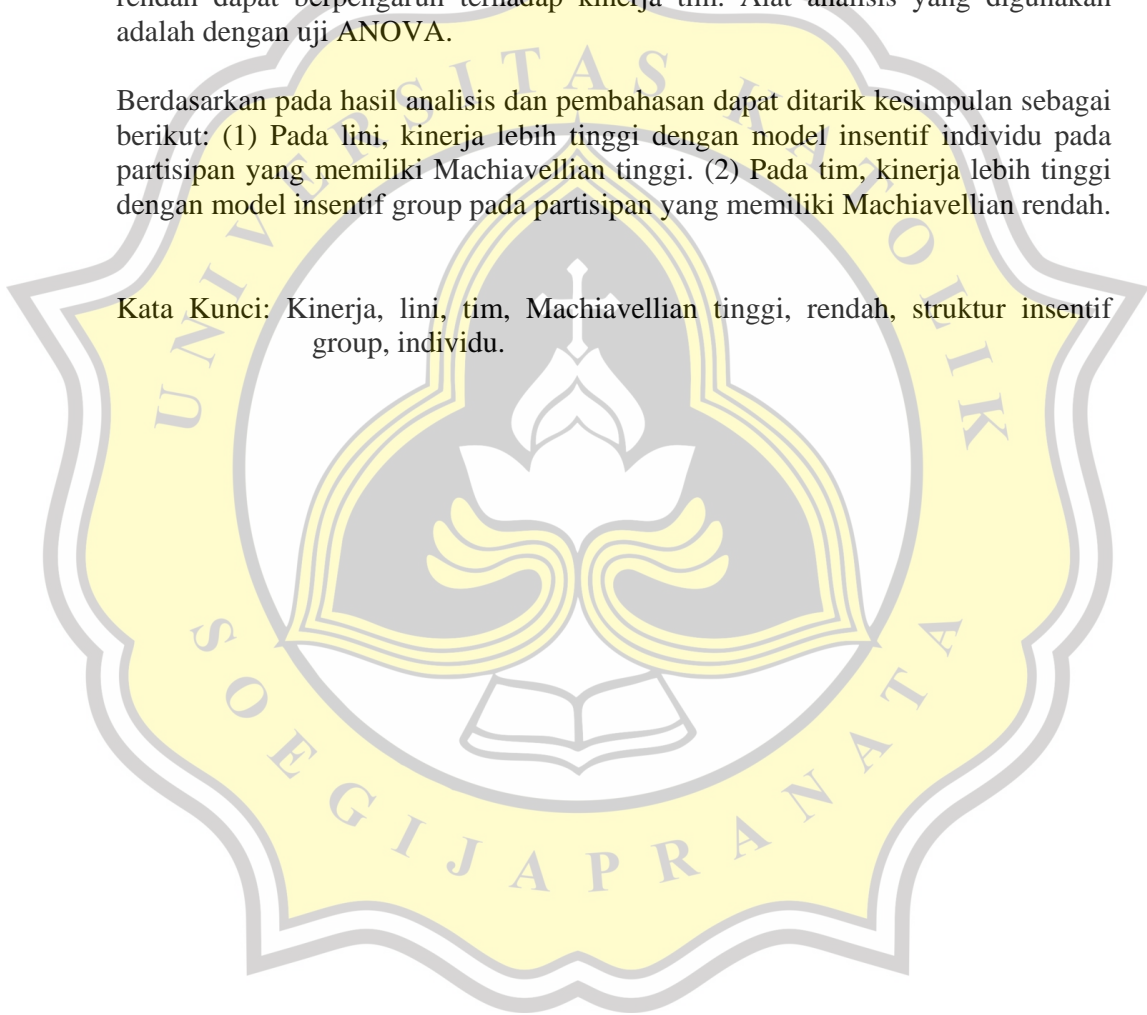 rendah dapat berpengaruh terhadap kinerja tim. Alat analisis yang digunakan
adalah dengan uji ANOVA.
Berdasarkan pada hasil analisis dan pembahasan dapat ditarik kesimpulan sebagai
berikut: (1) Pada lini, kinerja lebih tinggi dengan model insentif individu pada
partisipan yang memiliki Machiavellian tinggi. (2) Pada tim, kinerja lebih tinggi
dengan model insentif group pada partisipan yang memiliki Machiavellian rendah.
Kata Kunci: Kinerja, lini, tim, Machiavellian tinggi, rendah, struktur insentif
group, individu.
UNIVERSITAS KATOLIK
SOEGIJAPRANATA